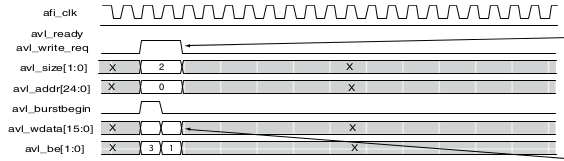 afi_clk
avl_ready
avl_write_req
avl_size[1:0] X 2 X
avl_addr[24:0] X 0 X
avl_burstbegin
avl_wdata[15:0] X X
avl_be[1:0] X 3 1 X